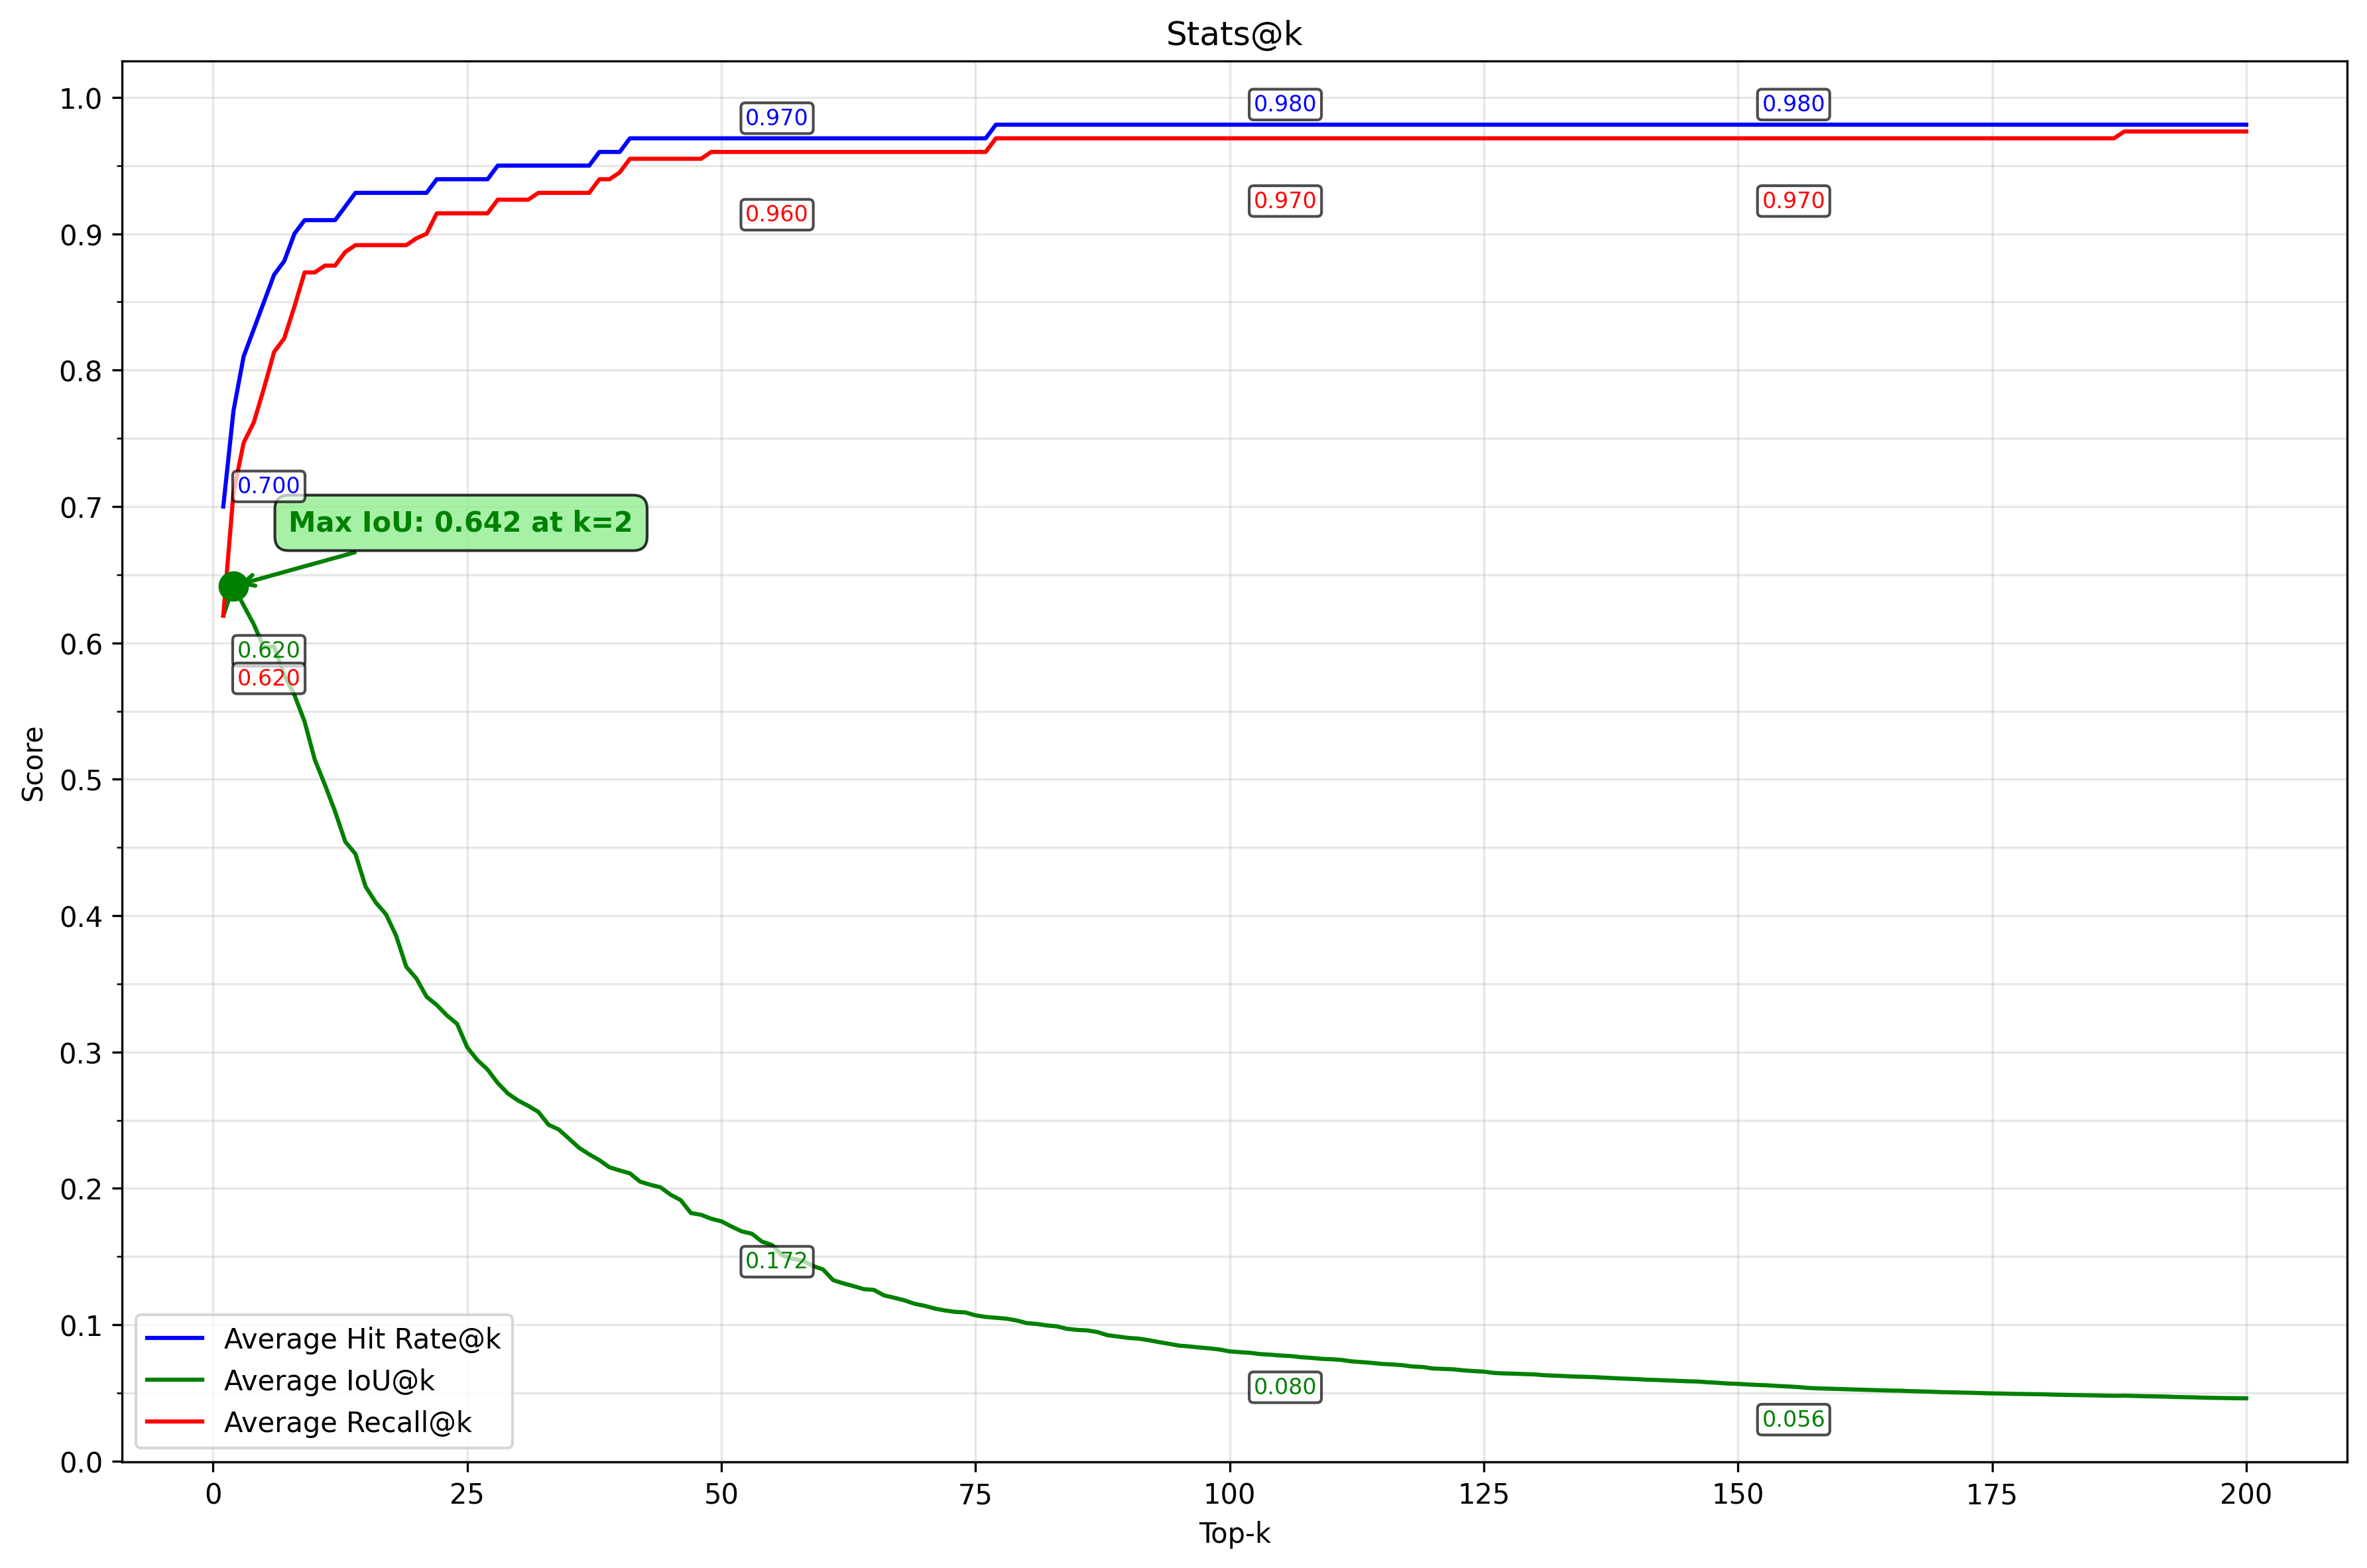 Stats@k
1.0
0.9
0.8
0.7
0.6
0.5
0.4
0.3
0.2
0.1
0.0
Score
0.970
0.980
0.980
0.960
0.970
0.970
0.700
Max IoU: 0.642 at k=2
0.620
0.620
0.172
0.080
0.056
Average Hit Rate@k
Average IoU@k
Average Recall@k
0 25 50 75 100 125 150 175 200
Top-k